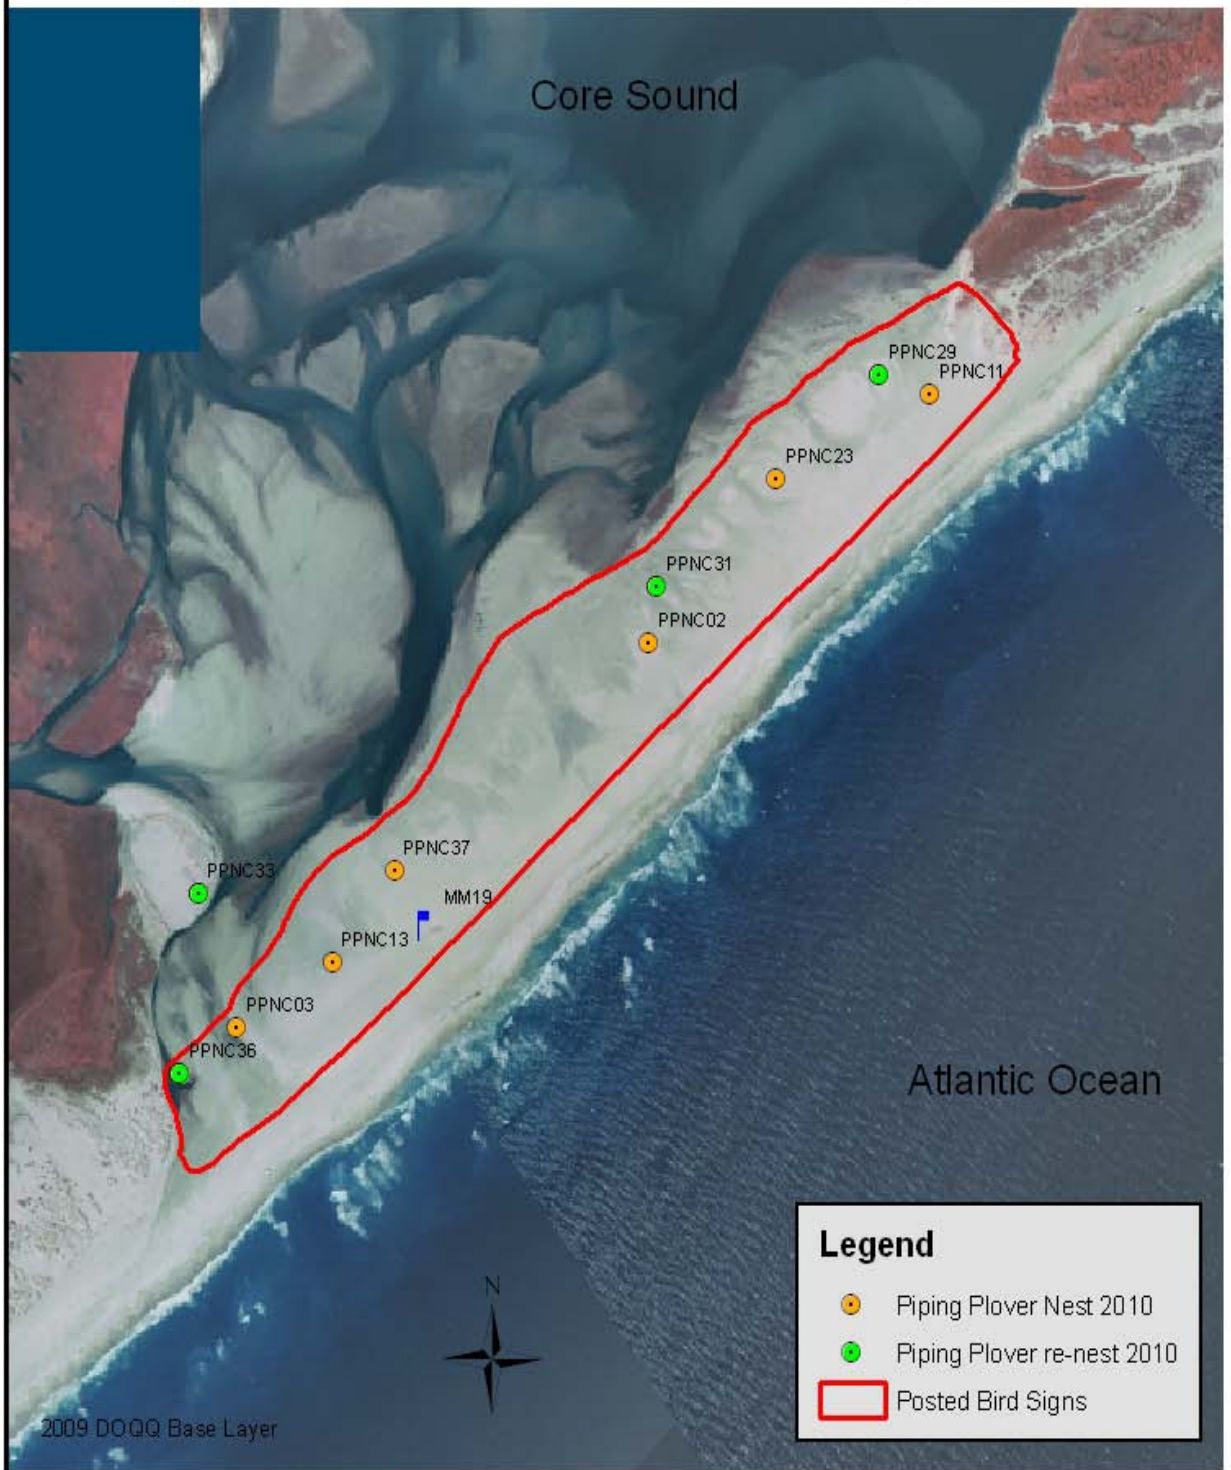 Core Sound
PPNC29
PPNC11
PPNC23
PPNC31
PPNC02
PPNC37
PPNC33
MM19
PPNC13
PPNC03
PPNC36
Atlantic Ocean
Legend
Piping Plover Nest 2010
Piping Plover re-nest 2010
Posted Bird Signs
N
2009 DOQQ Base Layer